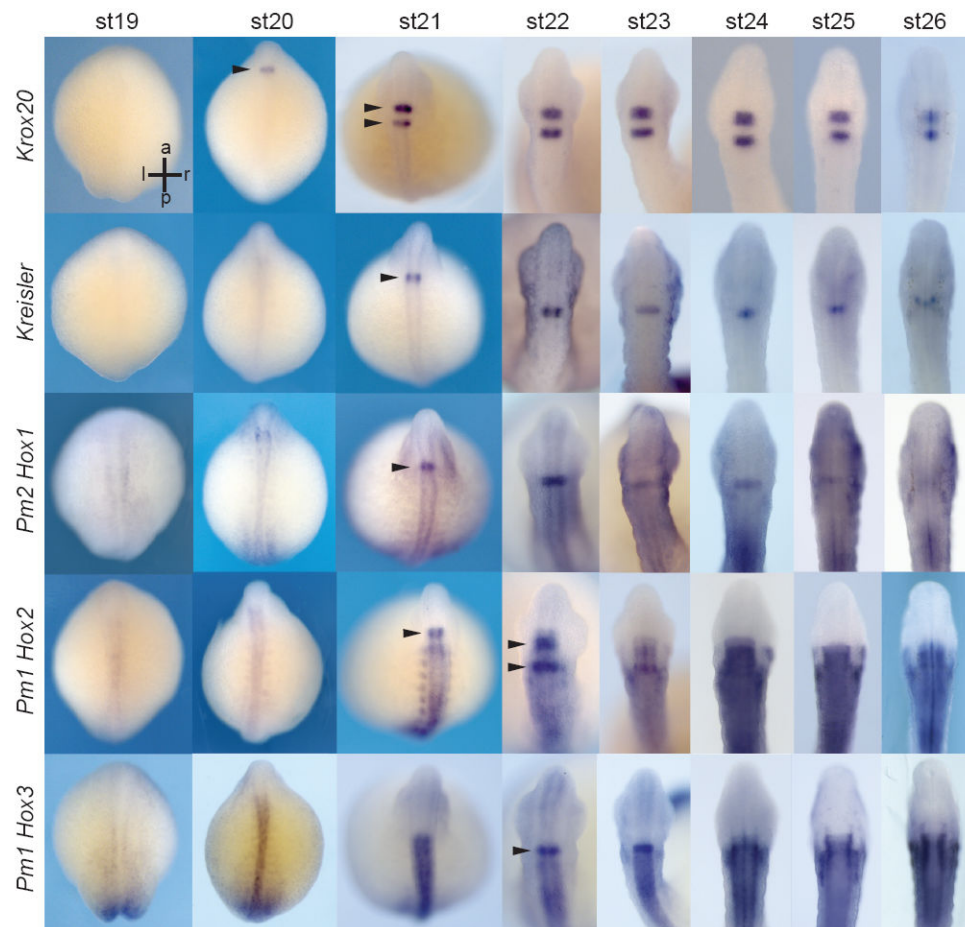 st19 st20 st21 st22 st23 st24 st25 st26
Krox20
a
l r
p
Kreisler
Pm2 Hox1
Pm1 Hox2
Pm1 Hox3